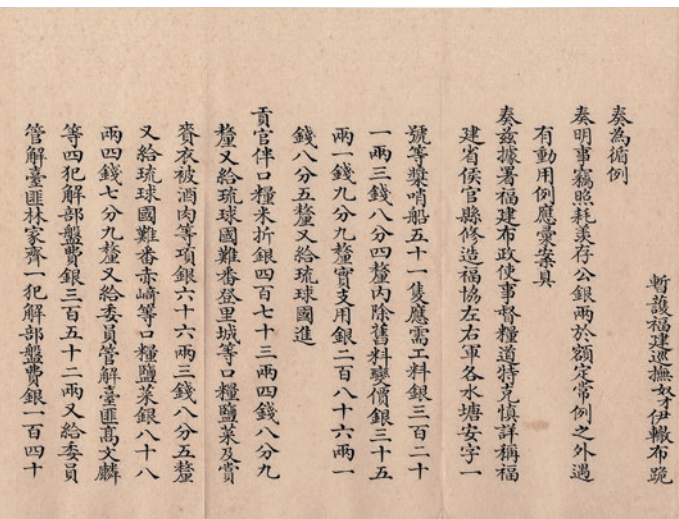 暫護福建巡撫奴才伊轍布跪
奏為循例
奏明事竊照耗羨存公銀兩於額定常例之外遇
有動用例應彙案具
奏茲據署福建布政使事督糧道特克慎詳稱福
建省侯官縣修造福協左右軍各水塘安字一
號等槳哨船五十一隻應需工料銀三百二十
一兩三錢八分四釐內除舊料變價銀三十五
兩一錢九分九釐實支用銀二百八十六兩一
錢八分五釐又給琉球國進
貢官伴口糧米折銀四百七十三兩四錢八分九
釐又給琉球國難番登里城等口糧鹽菜及賞
賚衣被酒肉等項銀六十六兩三錢八分五釐
又給琉球國難番赤嶺等口糧鹽菜銀八十八
兩四錢七分九釐又給委員管解臺匪高文麟
等四犯解部盤費銀三百五十二兩又給委員
管解臺匪林家齊一犯解部盤費銀一百四十